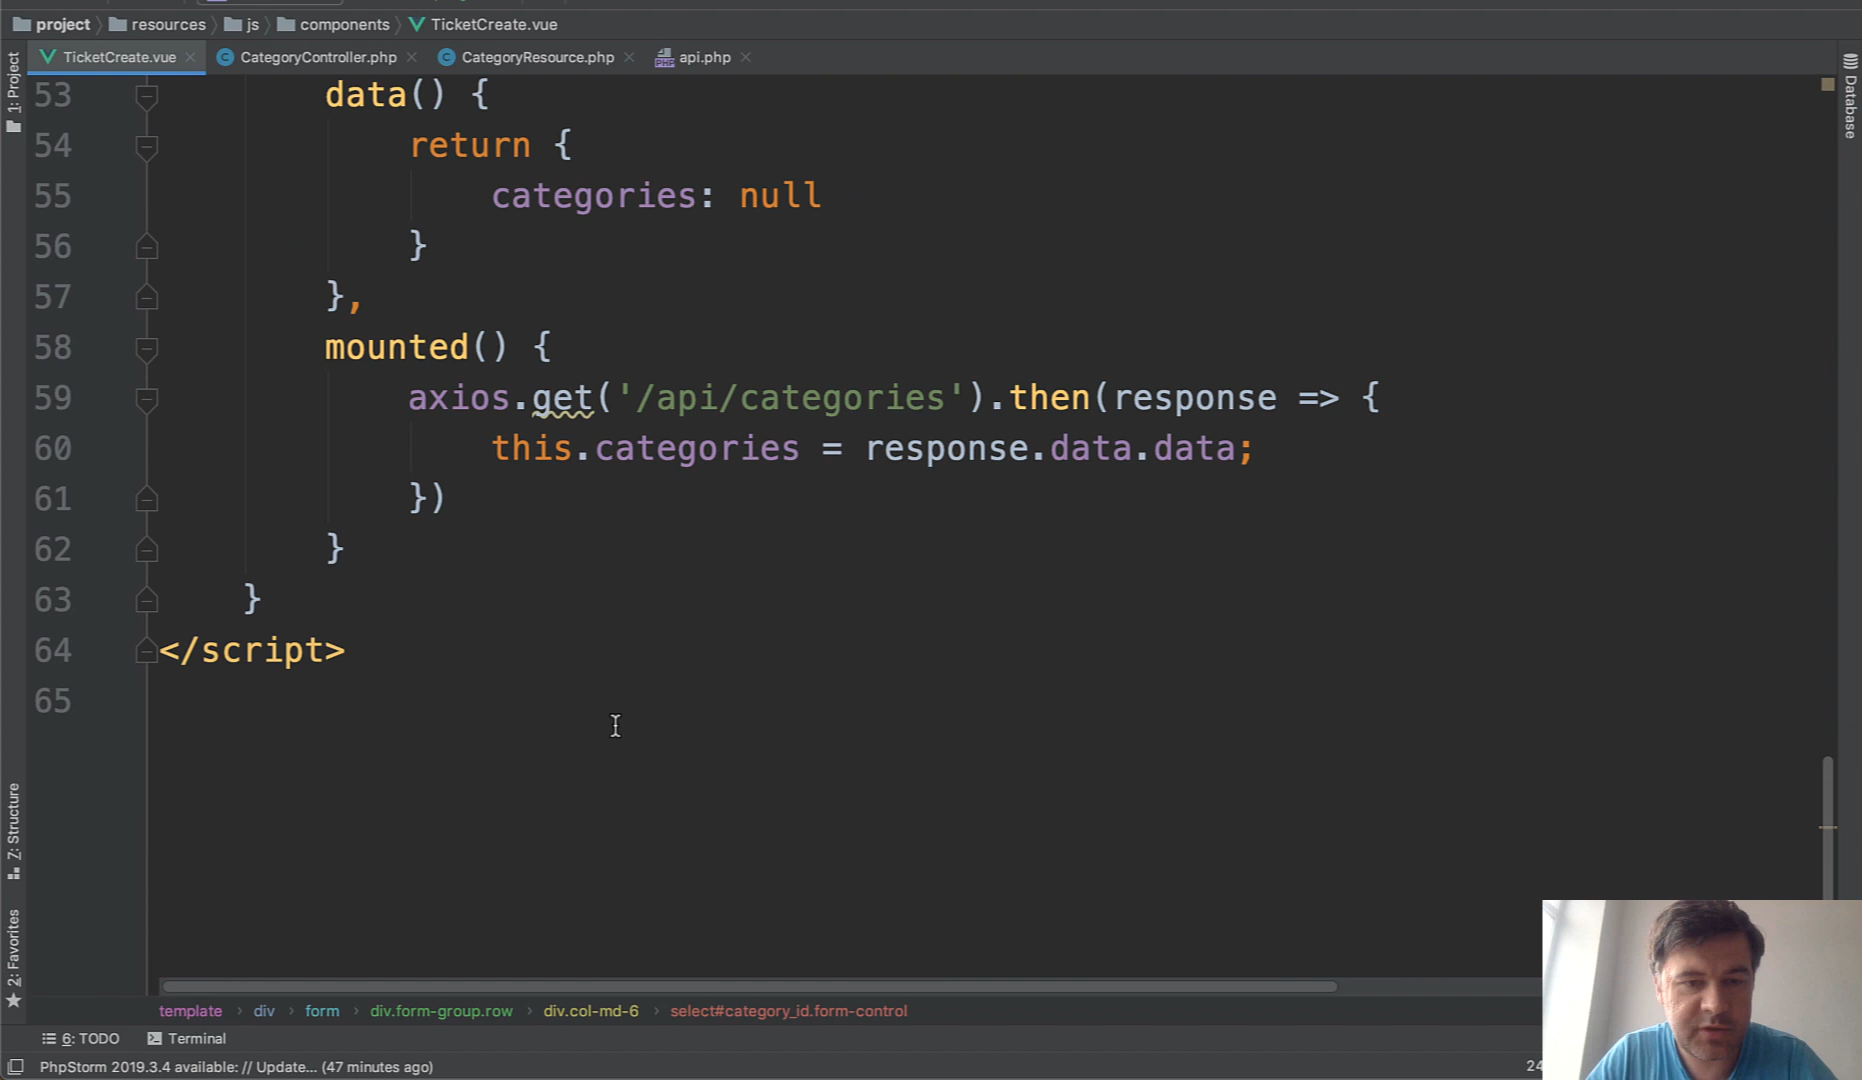 project resources js components TicketCreate.vue
TicketCreate.vue CategoryController.php CategoryResource.php api.php
1: Project
Database
53 data() {
54 return {
55 categories: null
56 }
57 },
58 mounted() {
59 axios.get('/api/categories').then(response => {
60 this.categories = response.data.data;
61 })
62 }
63 }
64 </script>
65
Z: Structure
2: Favorites
template › div › form › div.form-group.row › div.col-md-6 › select#category_id.form-control
6: TODO Terminal
PhpStorm 2019.3.4 available: // Update... (47 minutes ago) 24